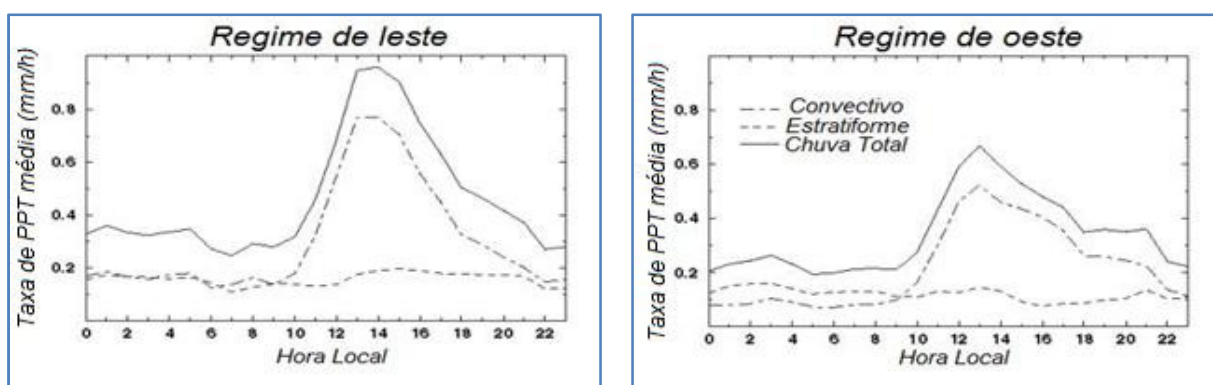 Regime de leste
Taxa de PPT média (mm/h)
0.8
0.6
0.4
0.2
0 2 4 6 8 10 12 14 16 18 20 22
Hora Local
Regime de oeste
Taxa de PPT média (mm/h)
0.8
0.6
0.4
0.2
Convectivo
Estratiforme
Chuva Total
0 2 4 6 8 10 12 14 16 18 20 22
Hora Local